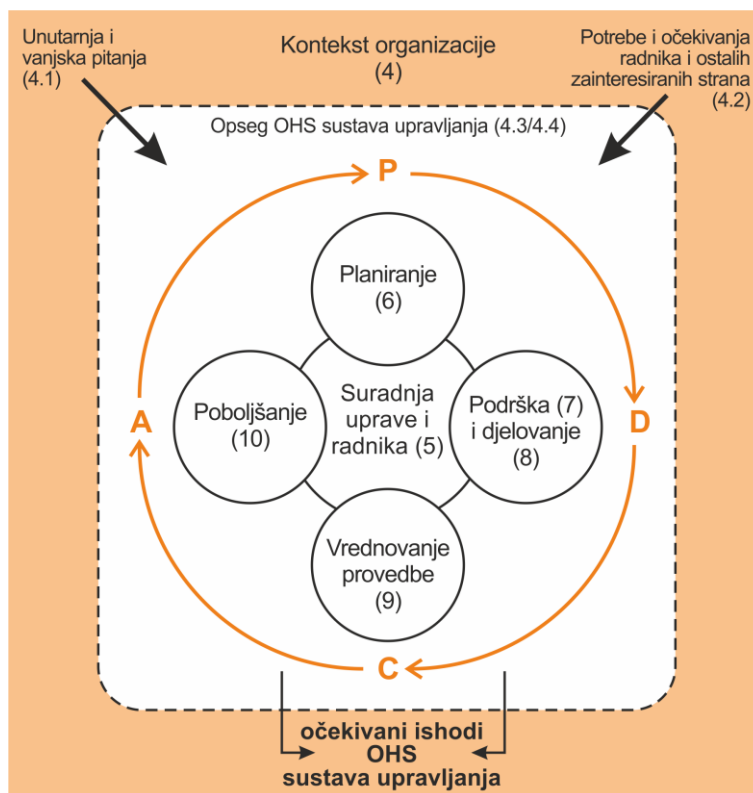 Unutarnja i
vanjska pitanja
(4.1)
Kontekst organizacije
(4)
Potrebe i očekivanja
radnika i ostalih
zainteresiranih strana
(4.2)
Opseg OHS sustava upravljanja (4.3/4.4)
P
Planiranje
(6)
A
Poboljšanje
(10)
Suradnja
uprave i
radnika (5)
Podrška (7)
i djelovanje
(8)
D
Vrednovanje
provedbe
(9)
C
očekivani ishodi
OHS
sustava upravljanja